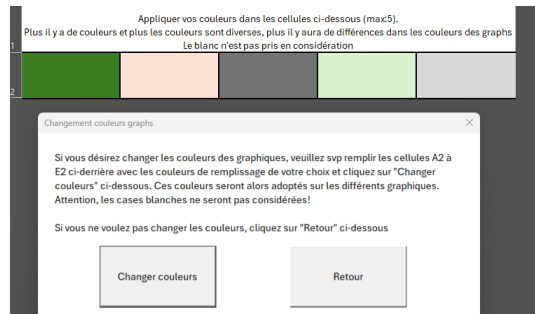 Appliquer vos couleurs dans les cellules ci-dessous (max:5).
Plus il y a de couleurs et plus les couleurs sont diverses, plus il y aura de différences dans les couleurs des graphs
1 Le blanc n'est pas pris en considération
2
Changement couleurs graphs
Si vous désirez changer les couleurs des graphiques, veuillez svp remplir les cellules A2 à
E2 ci-derrière avec les couleurs de remplissage de votre choix et cliquez sur "Changer
couleurs" ci-dessous. Ces couleurs seront alors adoptés sur les différents graphiques.
Attention, les cases blanches ne seront pas considérées!
Si vous ne voulez pas changer les couleurs, cliquez sur "Retour" ci-dessous
Changer couleurs Retour